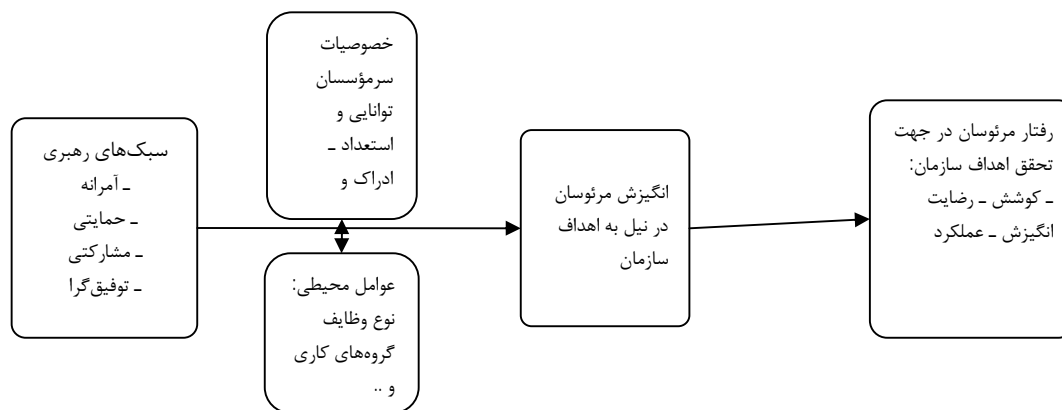 سبک‌های رهبری
ـ آمرانه
ـ حمایتی
ـ مشارکتی
ـ توفیق‌گرا
خصوصیات
سرمؤسسان
توانایی و
استعداد ـ
ادراک و
عوامل محیطی:
نوع وظایف
گروه‌های کاری
و ..
انگیزش مرئوسان
در نیل به اهداف
سازمان
رفتار مرئوسان در جهت
تحقق اهداف سازمان:
ـ کوشش ـ رضایت
انگیزش ـ عملکرد